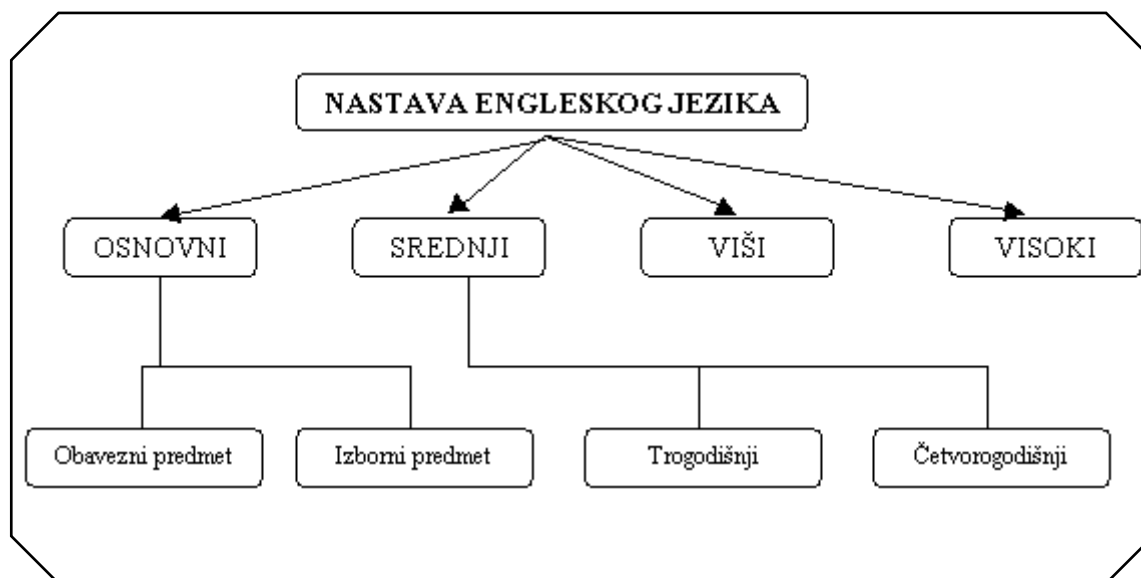 NASTAVA ENGLESKOG JEZIKA
OSNOVNI
SREDNJI
VIŠI
VISOKI
Obavezni predmet
Izborni predmet
Trogodišnji
Četvorogodišnji